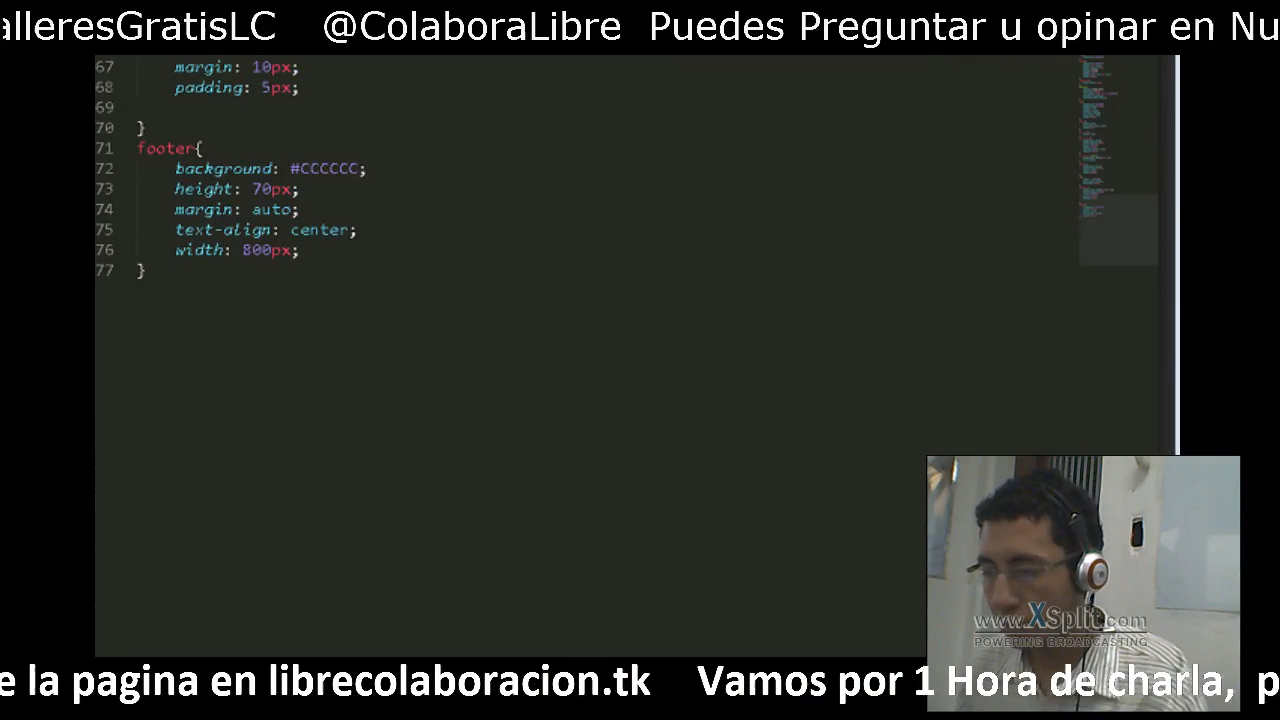 alleresGratisLC @ColaboraLibre Puedes Preguntar u opinar en Nu
67 margin: 10px;
68 padding: 5px;
69
70 }
71 footer{
72 background: #CCCCCC;
73 height: 70px;
74 margin: auto;
75 text-align: center;
76 width: 800px;
77 }
www.XSplit.com
POWERING BROADCASTING
e la pagina en librecolaboracion.tk Vamos por 1 Hora de charla, p